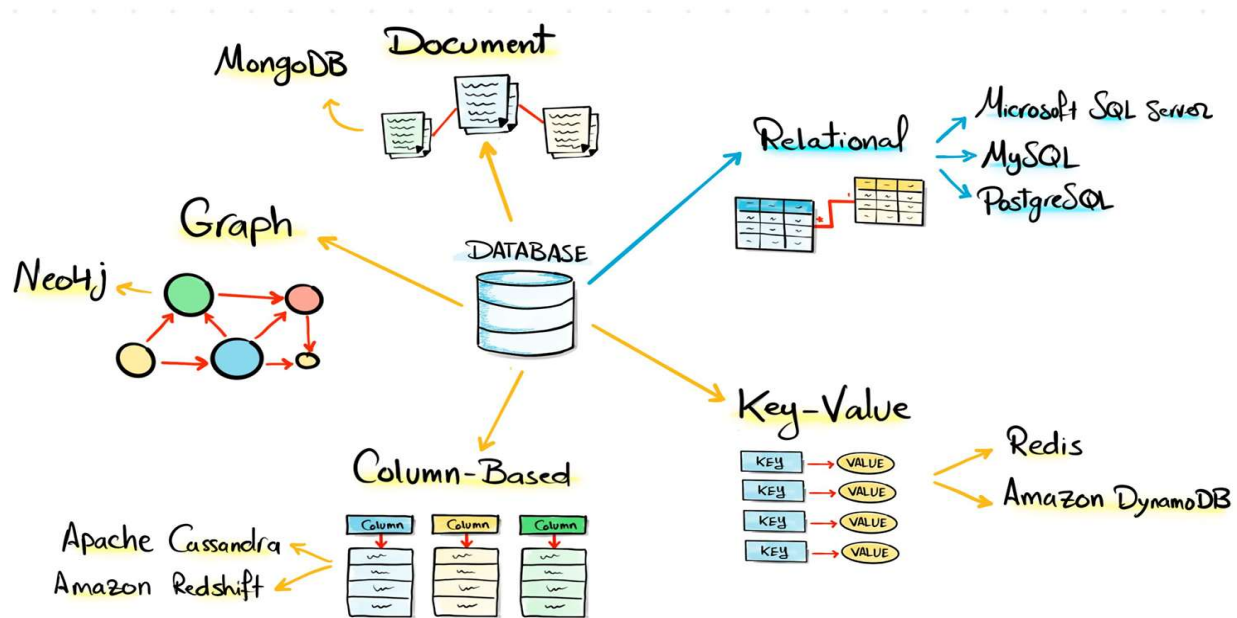 Document
MongoDB
Relational
Microsoft SQL Server
MySQL
PostgreSQL
Graph
Neo4j
DATABASE
Key-Value
KEY VALUE
KEY VALUE
KEY VALUE
KEY VALUE
Redis
Amazon DynamoDB
Column-Based
Column Column Column
Apache Cassandra
Amazon Redshift